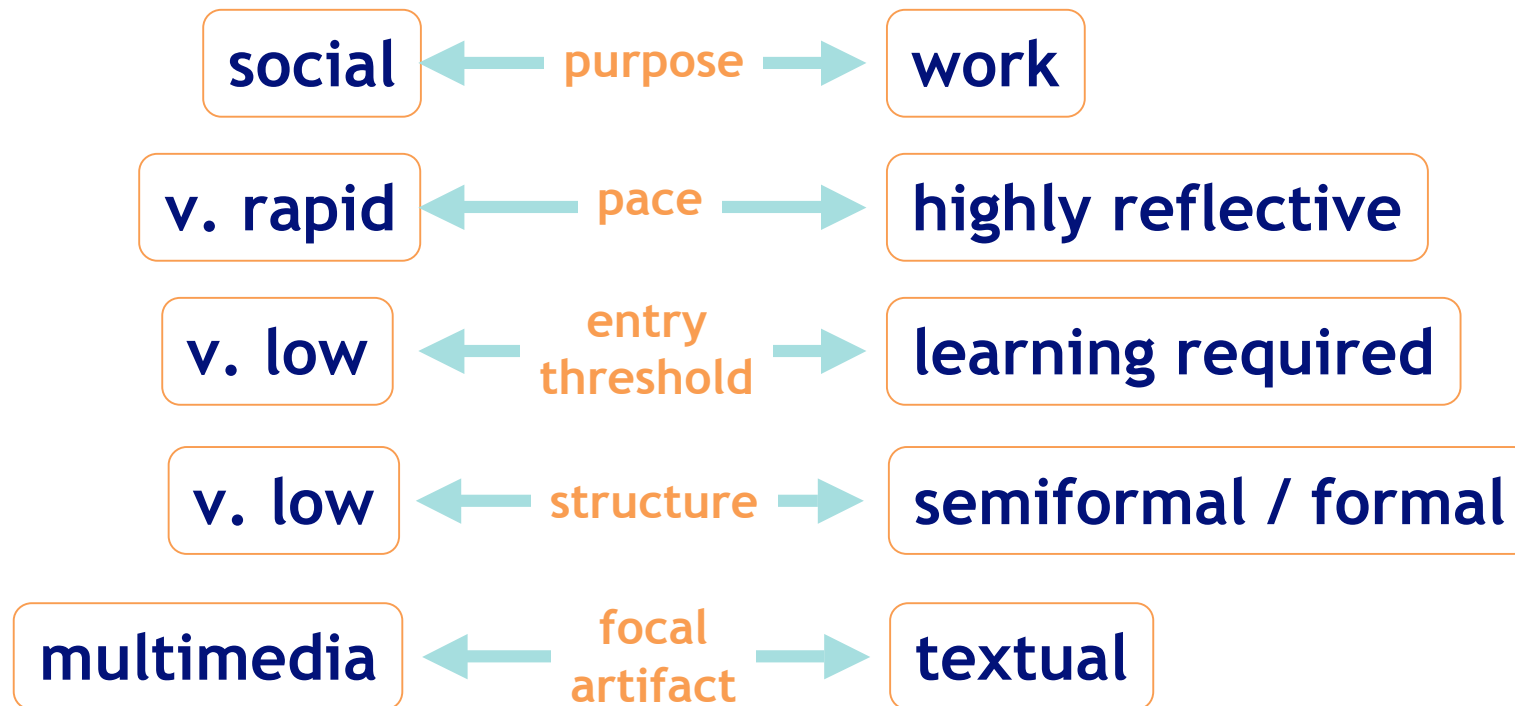 social purpose work
v. rapid pace highly reflective
v. low entry threshold learning required
v. low structure semiformal / formal
multimedia focal artifact textual